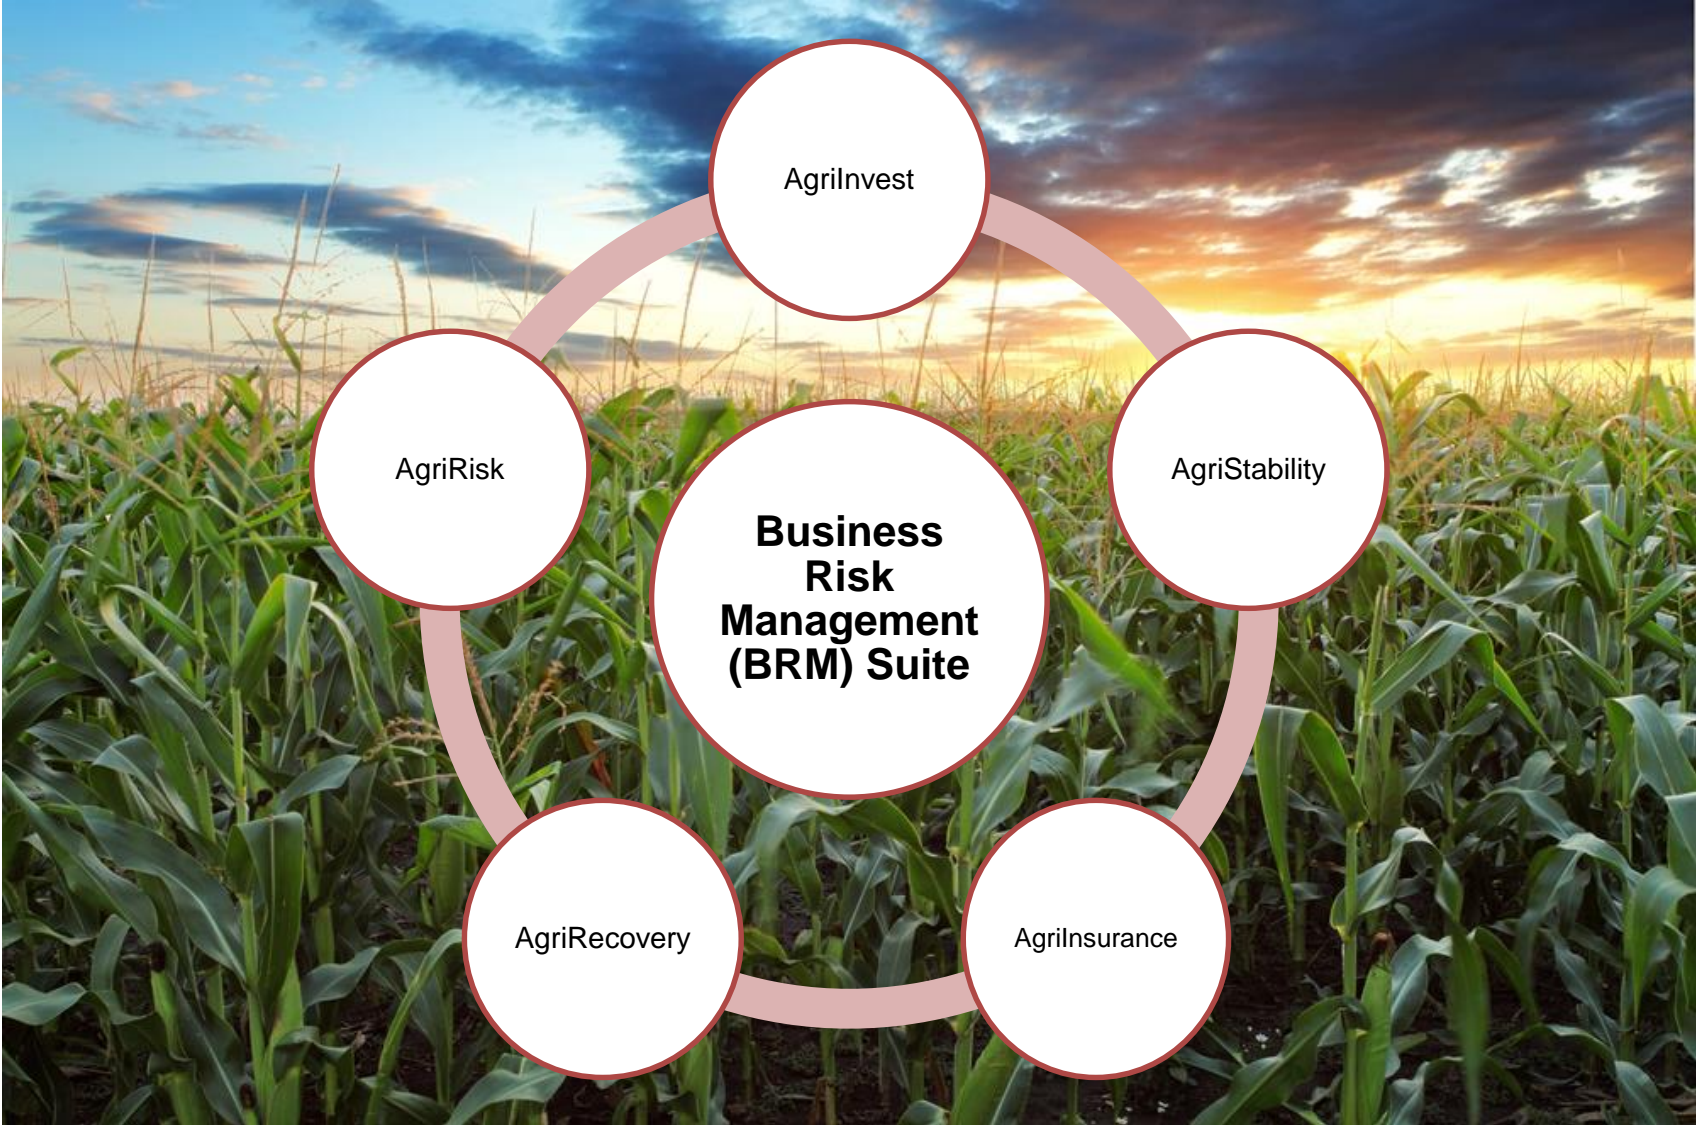 AgriInvest
AgriRisk
AgriStability
Business
Risk
Management
(BRM) Suite
AgriRecovery
AgriInsurance